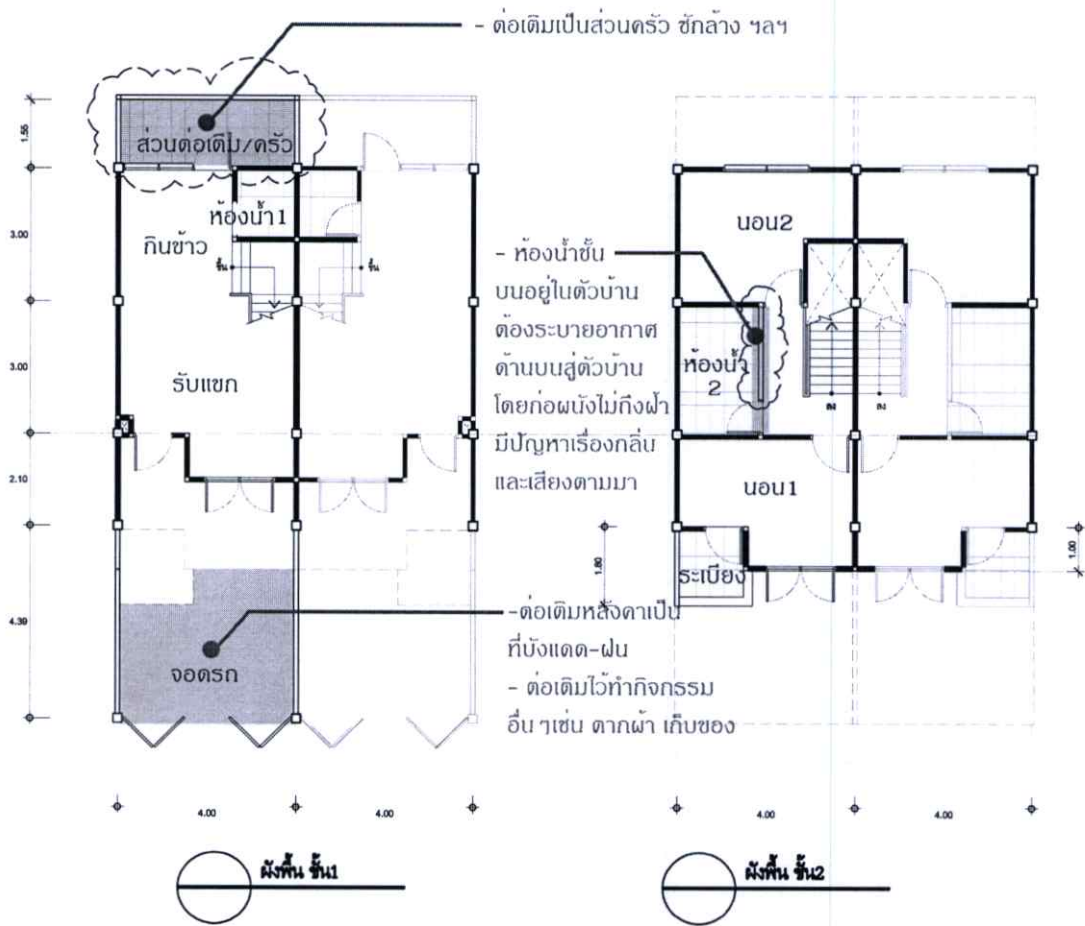 - ต่อเติมเป็นส่วนครัว ซักล้าง ฯลฯ
ส่วนต่อเติม/ครัว
ห้องน้ำ1
กินข้าว
ขึ้น
ขึ้น
รับแขก
จอดรถ
1.55
3.00
3.00
2.10
4.39
4.00
4.00
ผังพื้น ชั้น1
- ห้องน้ำชั้น
บนอยู่ในตัวบ้าน
ต้องระบายอากาศ
ด้านบนสู่ตัวบ้าน
โดยก่อผนังไม่ถึงฝ้า
มีปัญหาเรื่องกลิ่น
และเสียงตามมา
-ต่อเติมหลังคาเป็น
ที่บังแดด-ฝน
- ต่อเติมไว้ทำกิจกรรม
อื่น ๆเช่น ตากผ้า เก็บของ
นอน2
ห้องน้ำ
2
ลง
ลง
นอน1
ระเบียง
1.80
1.00
4.00
4.00
ผังพื้น ชั้น2